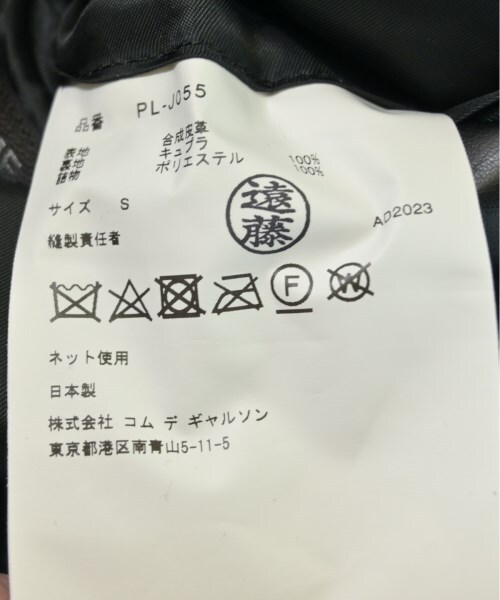 品番 PL-J055
表地 合成皮革
裏地 キュプラ 100%
詰物 ポリエステル 100%
サイズ S
遠藤
AD2023
縫製責任者
F
W
ネット使用
日本製
株式会社 コム デ ギャルソン
東京都港区南青山5-11-5